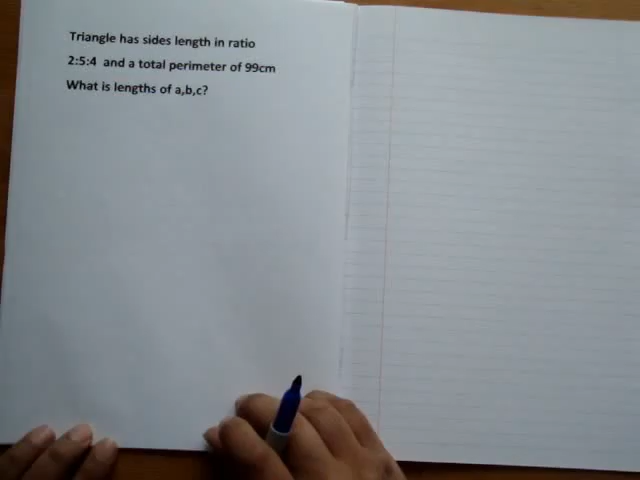 Triangle has sides length in ratio
2:5:4 and a total perimeter of 99cm
What is lengths of a,b,c?